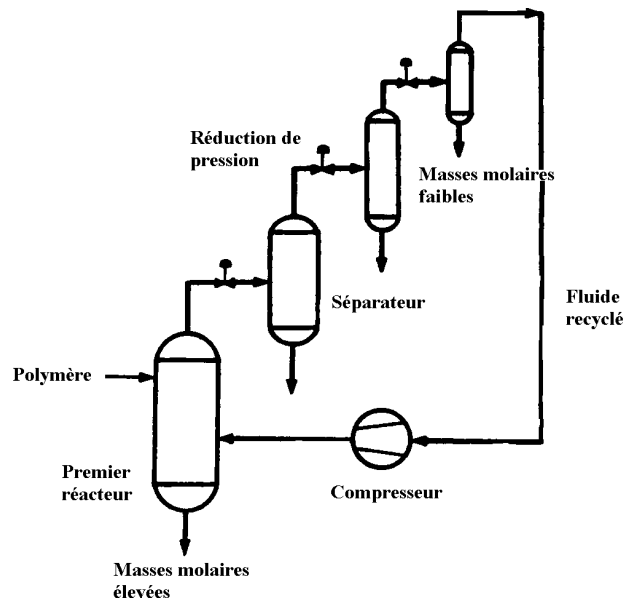 Réduction de
pression
Masses molaires
faibles
Séparateur
Fluide
recyclé
Polymère
Premier
réacteur
Compresseur
Masses molaires
élevées